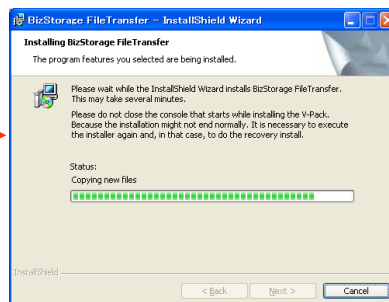 BizStorage FileTransfer - InstallShield Wizard
Installing BizStorage FileTransfer
The program features you selected are being installed.
Please wait while the InstallShield Wizard installs BizStorage FileTransfer.
This may take several minutes.
Please do not close the console that starts while installing the V-Pack.
Because the installation might not end normally. It is necessary to execute
the installer again and, in that case, to do the recovery install.
Status:
Copying new files
InstallShield
< Back Next > Cancel